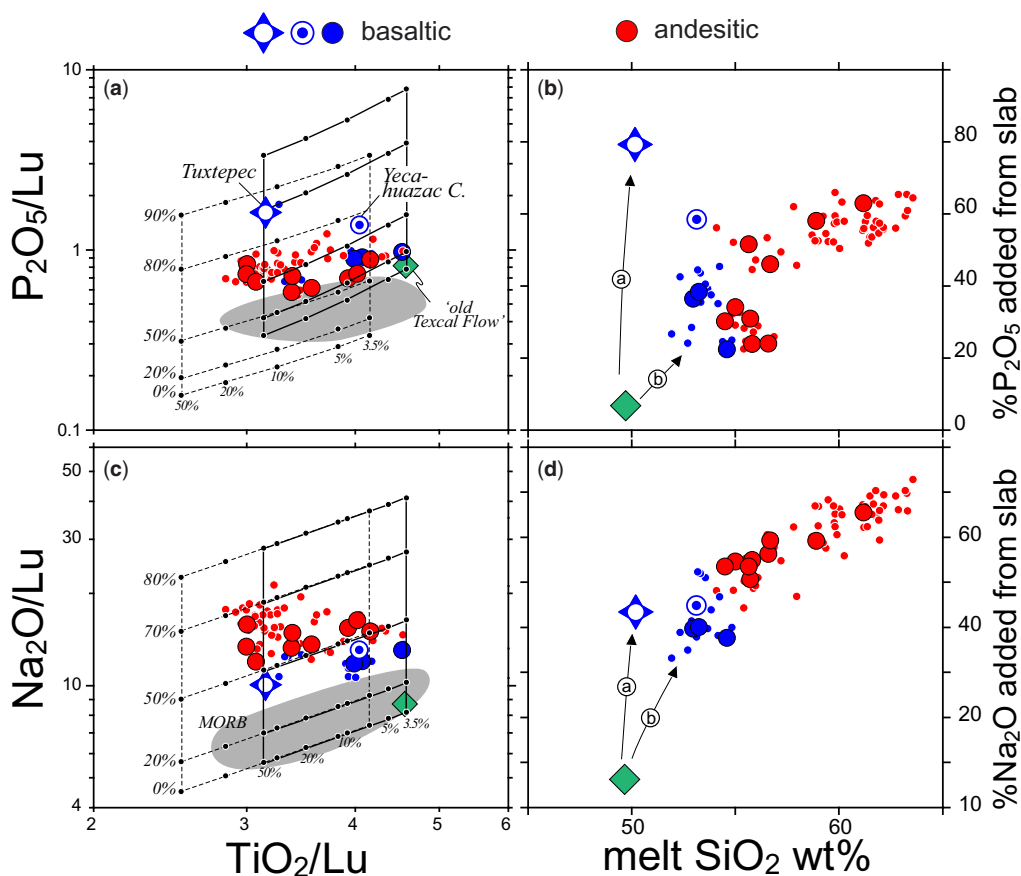 basaltic
andesitic
(a)
10
1
0.1
P2O5/Lu
Tuxtepec
Yeca-
huazac C.
'old
Texcal Flow'
90%
80%
50%
20%
0%
50%
20%
10%
5%
3.5%
(b)
a
b
80
60
40
20
0
%P2O5 added from slab
(c)
50
30
10
4
Na2O/Lu
80%
70%
50%
20%
0%
MORB
50%
20%
10%
5%
3.5%
2
3
4
5
6
TiO2/Lu
(d)
a
b
60
40
20
10
%Na2O added from slab
50
60
melt SiO2 wt%